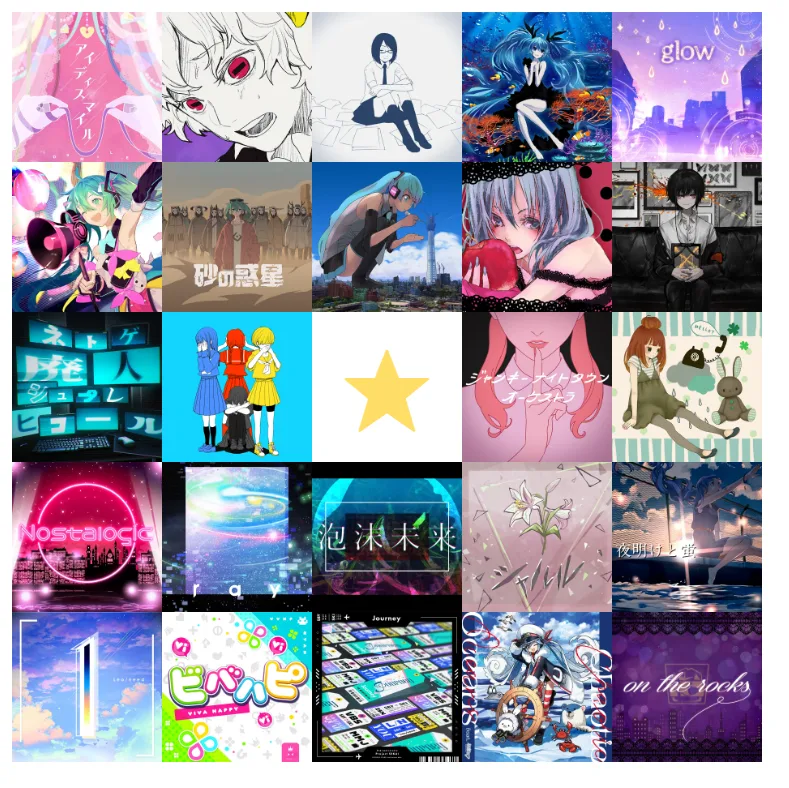 アイディスマイル
glow
砂の惑星
ネトゲ
廃人
シュプレ
ヒコール
ジャンキーナイトタウン
オーケストラ
HELLO!
Nostalogic
ray
泡沫未来
シャルル
夜明けと蛍
1
ビバハピ
VIVA HAPPY
Journey
Oceans
Chaotic
on the rocks